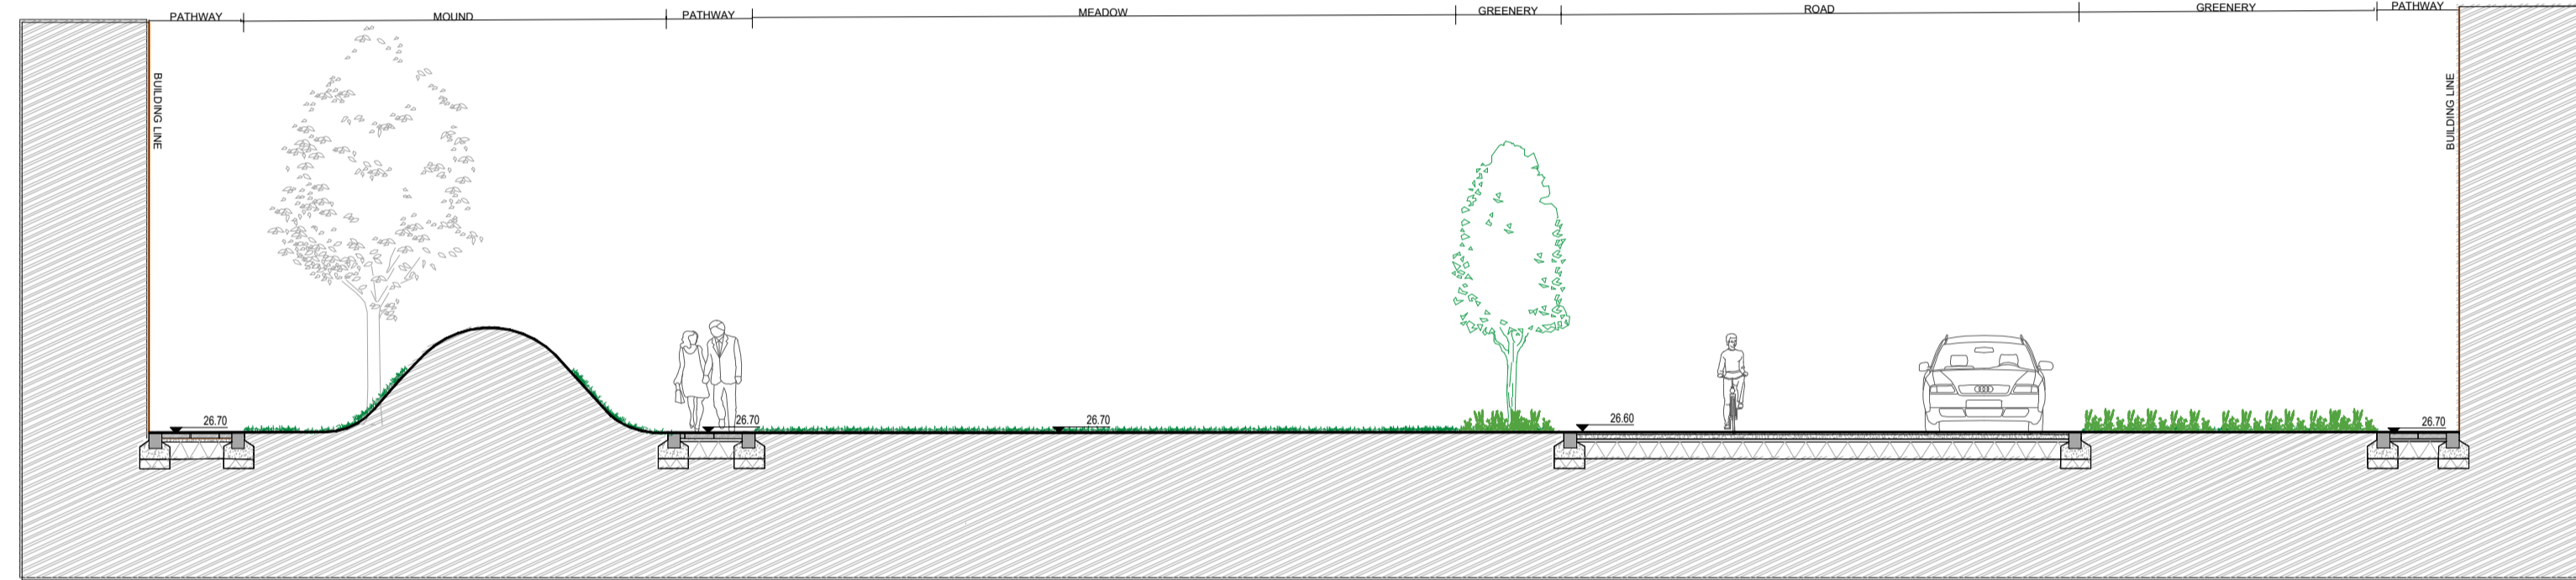 PATHWAY
MOUND
PATHWAY
MEADOW
GREENERY
ROAD
GREENERY
PATHWAY
BUILDING LINE
BUILDING LINE
26.70
26.70
26.70
26.60
26.70